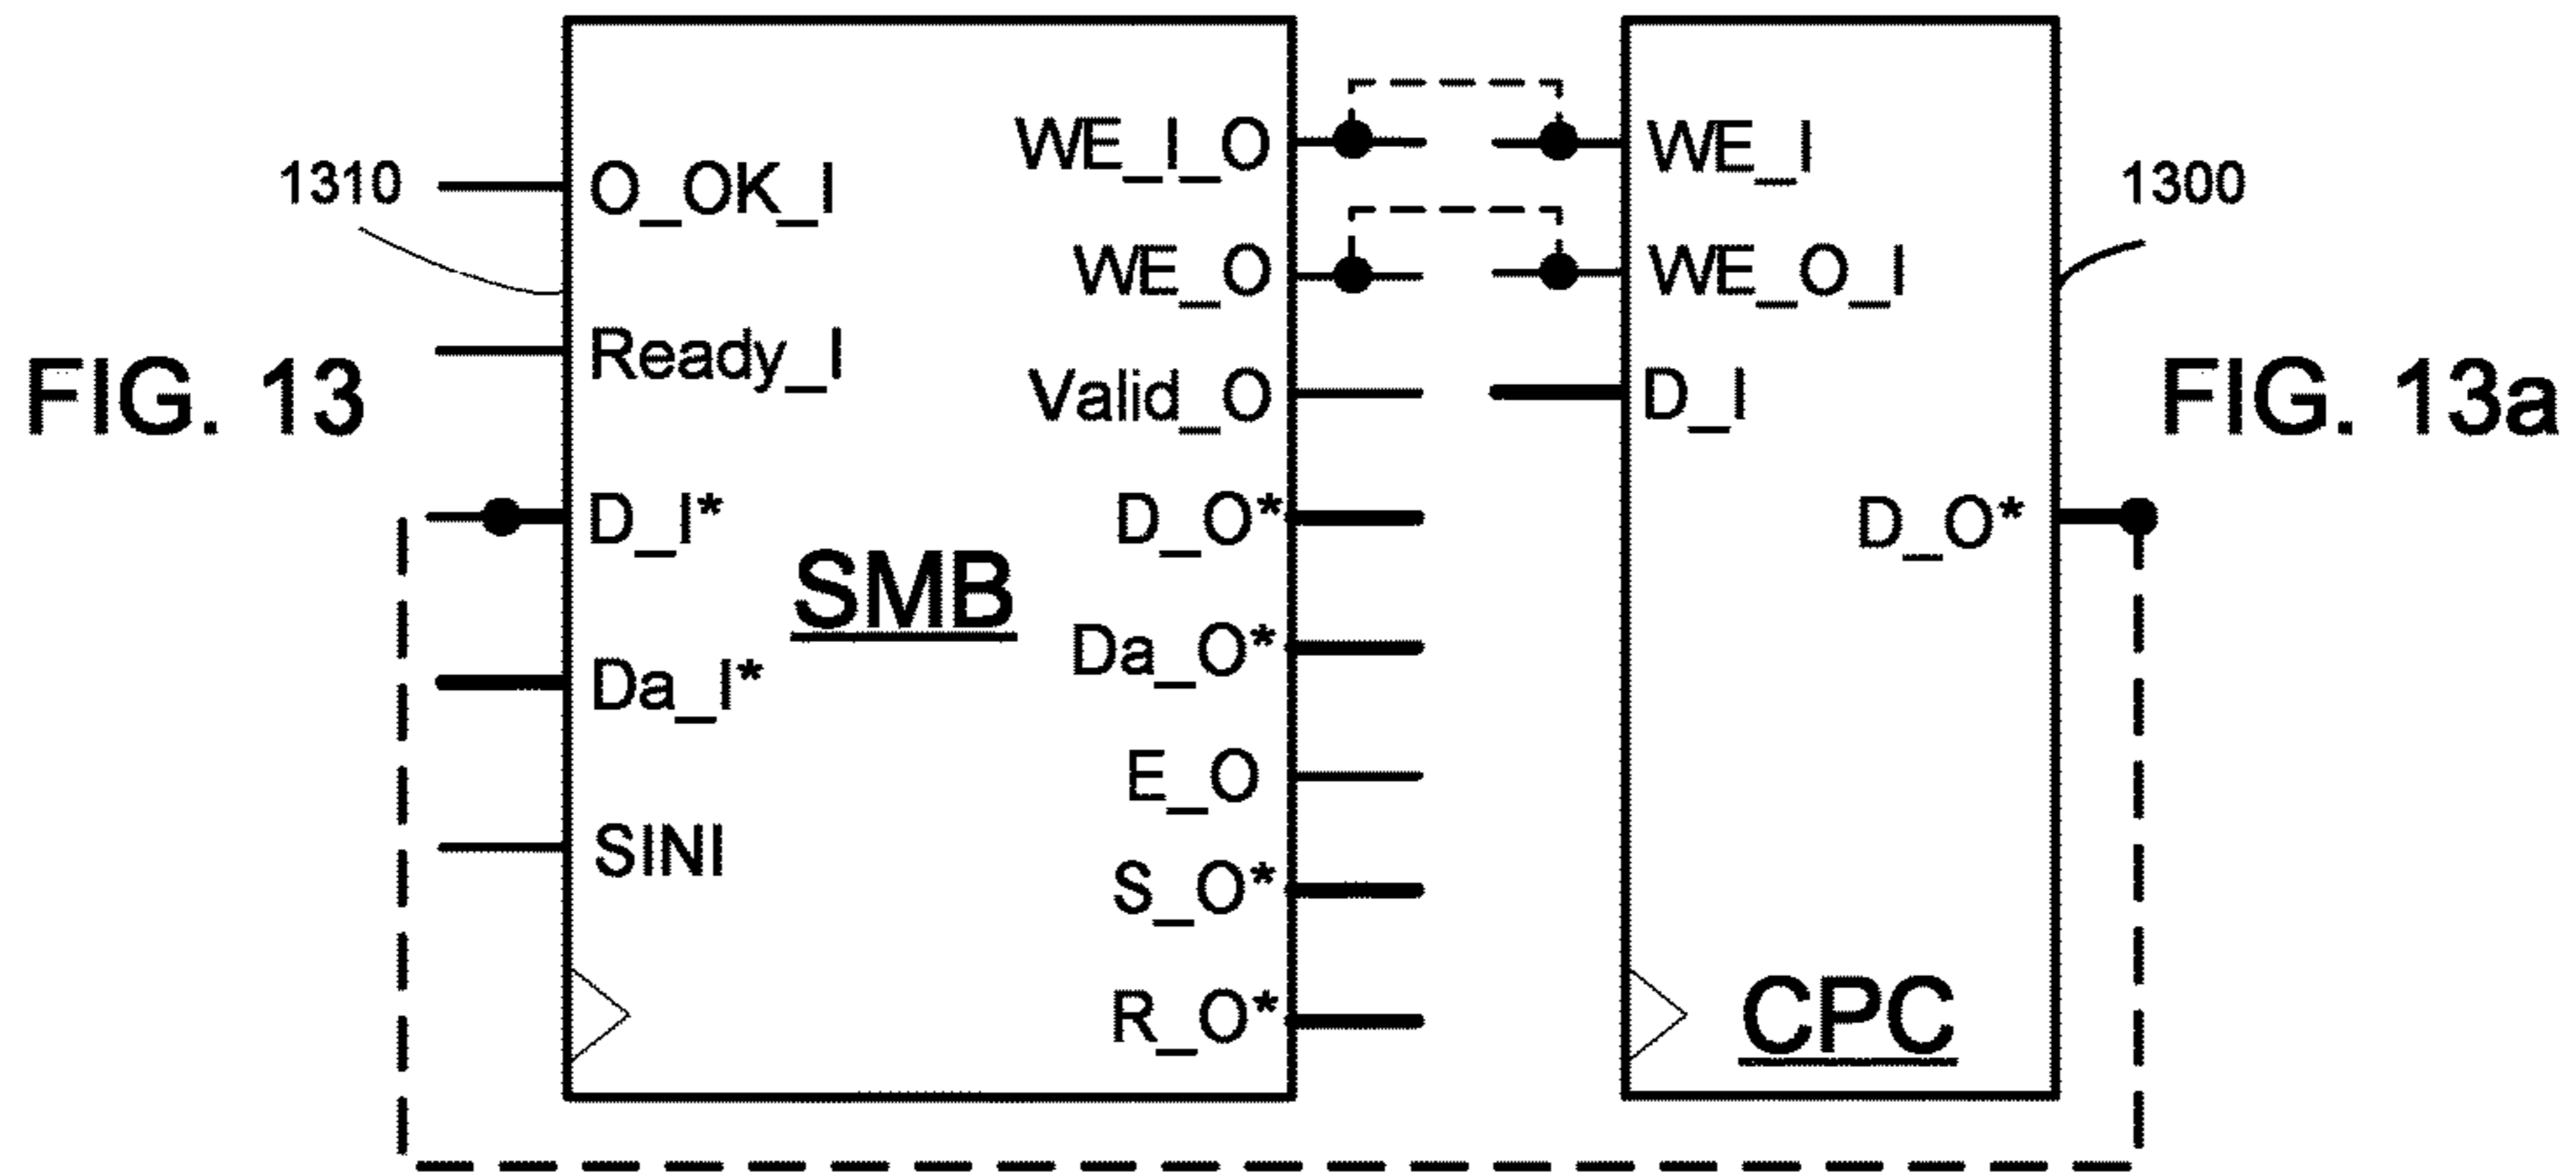 FIG. 13
1310
O_OK_I
Ready_I
D_I*
Da_I*
SINI
SMB
WE_I_O
WE_O
Valid_O
D_O*
Da_O*
E_O
S_O*
R_O*
WE_I
WE_O_I
D_I
D_O*
CPC
1300
FIG. 13a